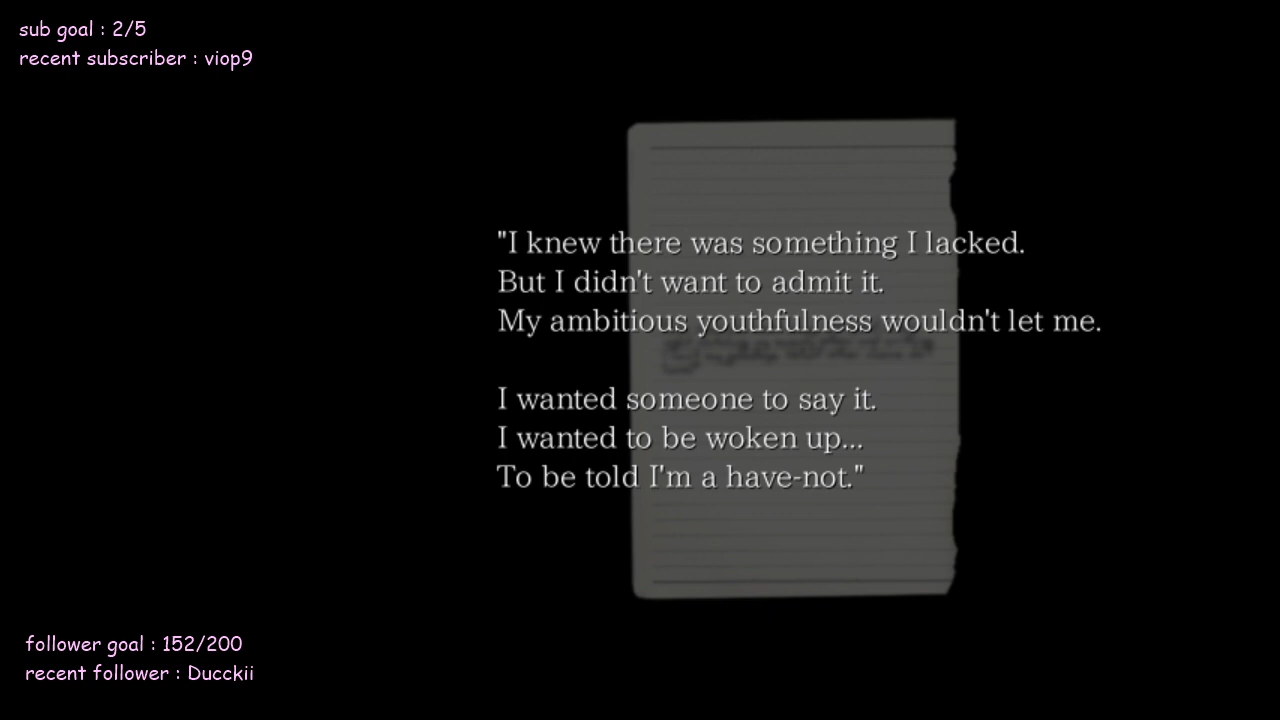 sub goal : 2/5
recent subscriber : viop9
"I knew there was something I lacked.
But I didn't want to admit it.
My ambitious youthfulness wouldn't let me.
I wanted someone to say it.
I wanted to be woken up...
To be told I'm a have-not."
follower goal : 152/200
recent follower : Ducckii